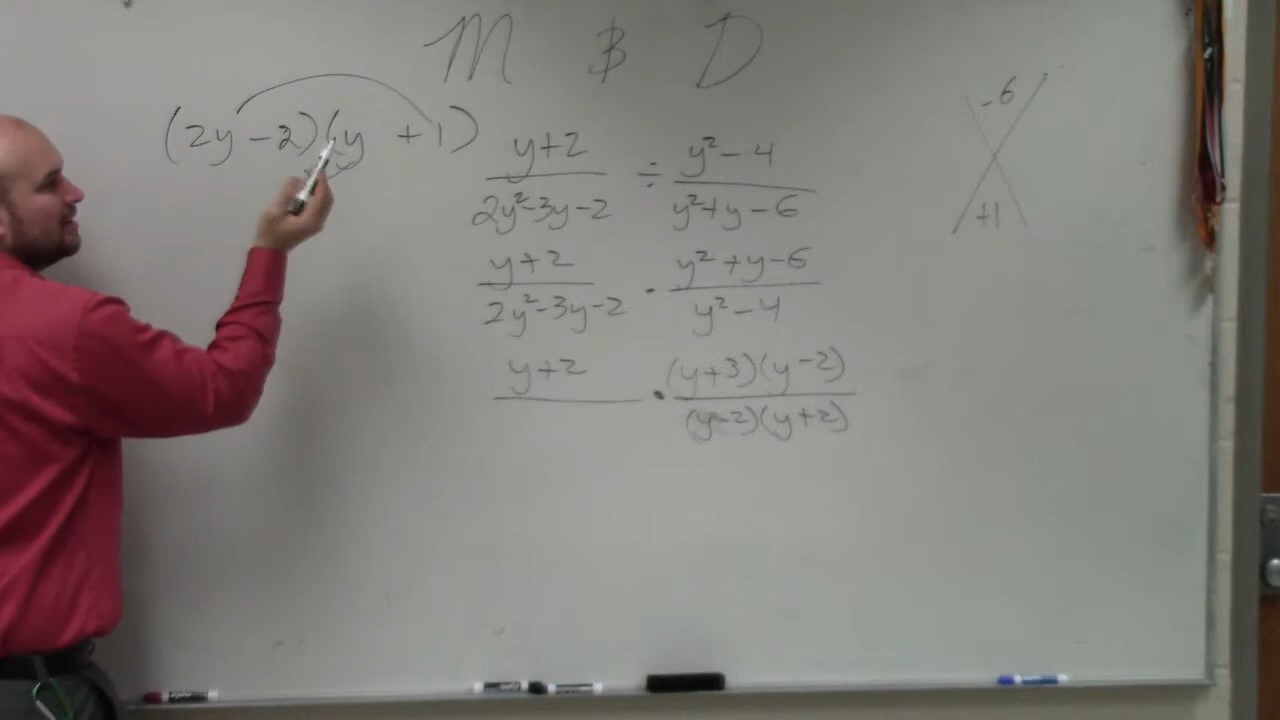 M & D
(2y - 2)(y + 1)
y+2 / 2y²-3y-2 ÷ y²-4 / y²+y-6
y+2 / 2y²-3y-2 · y²+y-6 / y²-4
y+2 / · (y+3)(y-2) / (y-2)(y+2)
-6
+1